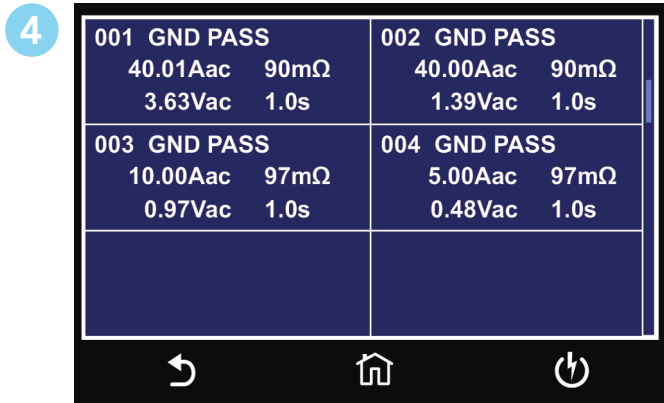 4
001 GND PASS
40.01Aac 90mΩ
3.63Vac 1.0s
002 GND PASS
40.00Aac 90mΩ
1.39Vac 1.0s
003 GND PASS
10.00Aac 97mΩ
0.97Vac 1.0s
004 GND PASS
5.00Aac 97mΩ
0.48Vac 1.0s